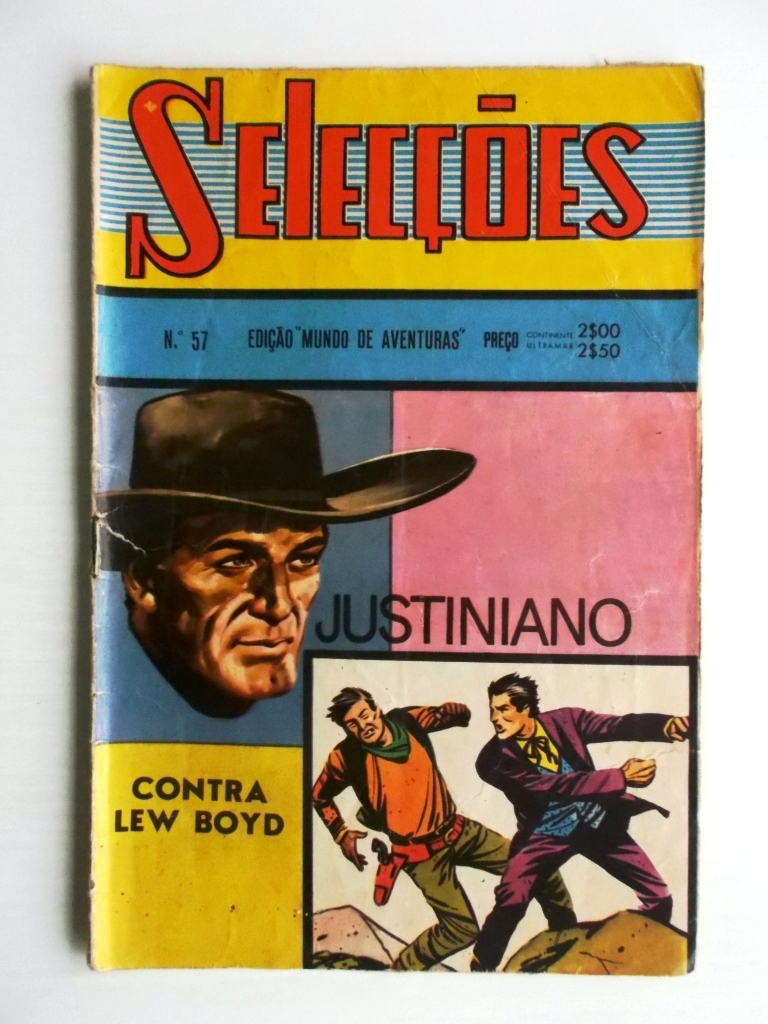 SELECÇÕES
N.º 57 EDIÇÃO "MUNDO DE AVENTURAS" PREÇO CONTINENTE 2$00
ULTRAMAR 2$50
JUSTINIANO
CONTRA
LEW BOYD